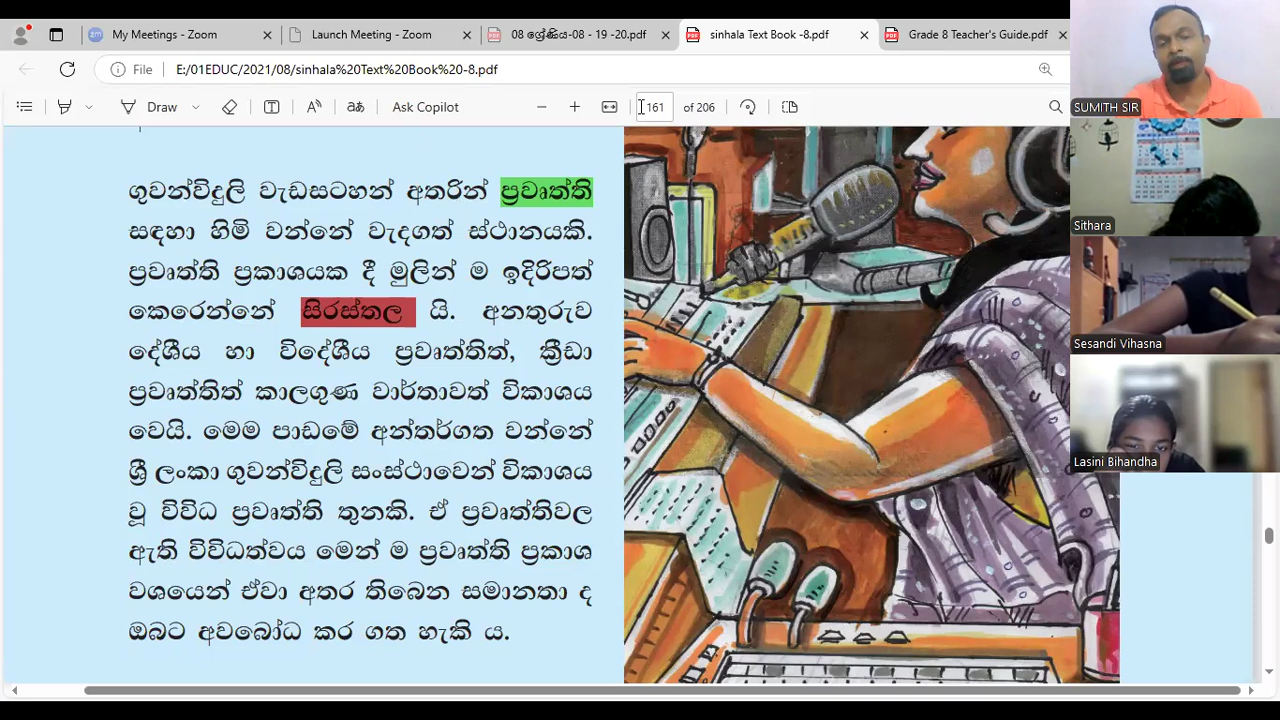 My Meetings - Zoom
Launch Meeting - Zoom
08 ශ්‍රේණිය-08 - 19 -20.pdf
sinhala Text Book -8.pdf
Grade 8 Teacher's Guide.pdf
File
E:/01EDUC/2021/08/sinhala%20Text%20Book%20-8.pdf
Draw
Ask Copilot
161 of 206
ගුවන්විදුලි වැඩසටහන් අතරින් ප්‍රවෘත්ති
සඳහා හිමි වන්නේ වැදගත් ස්ථානයකි.
ප්‍රවෘත්ති ප්‍රකාශයක දී මුලින් ම ඉදිරිපත්
කෙරෙන්නේ සිරස්තල යි. අනතුරුව
දේශීය හා විදේශීය ප්‍රවෘත්තිත්, ක්‍රීඩා
ප්‍රවෘත්තිත් කාලගුණ වාර්තාවත් විකාශය
වෙයි. මෙම පාඩමේ අන්තර්ගත වන්නේ
ශ්‍රී ලංකා ගුවන්විදුලි සංස්ථාවෙන් විකාශය
වූ විවිධ ප්‍රවෘත්ති තුනකි. ඒ ප්‍රවෘත්තිවල
ඇති විවිධත්වය මෙන් ම ප්‍රවෘත්ති ප්‍රකාශ
වශයෙන් ඒවා අතර තිබෙන සමානතා ද
ඔබට අවබෝධ කර ගත හැකි ය.
SUMITH SIR
Sithara
Sesandi Vihasna
Lasini Bihandha